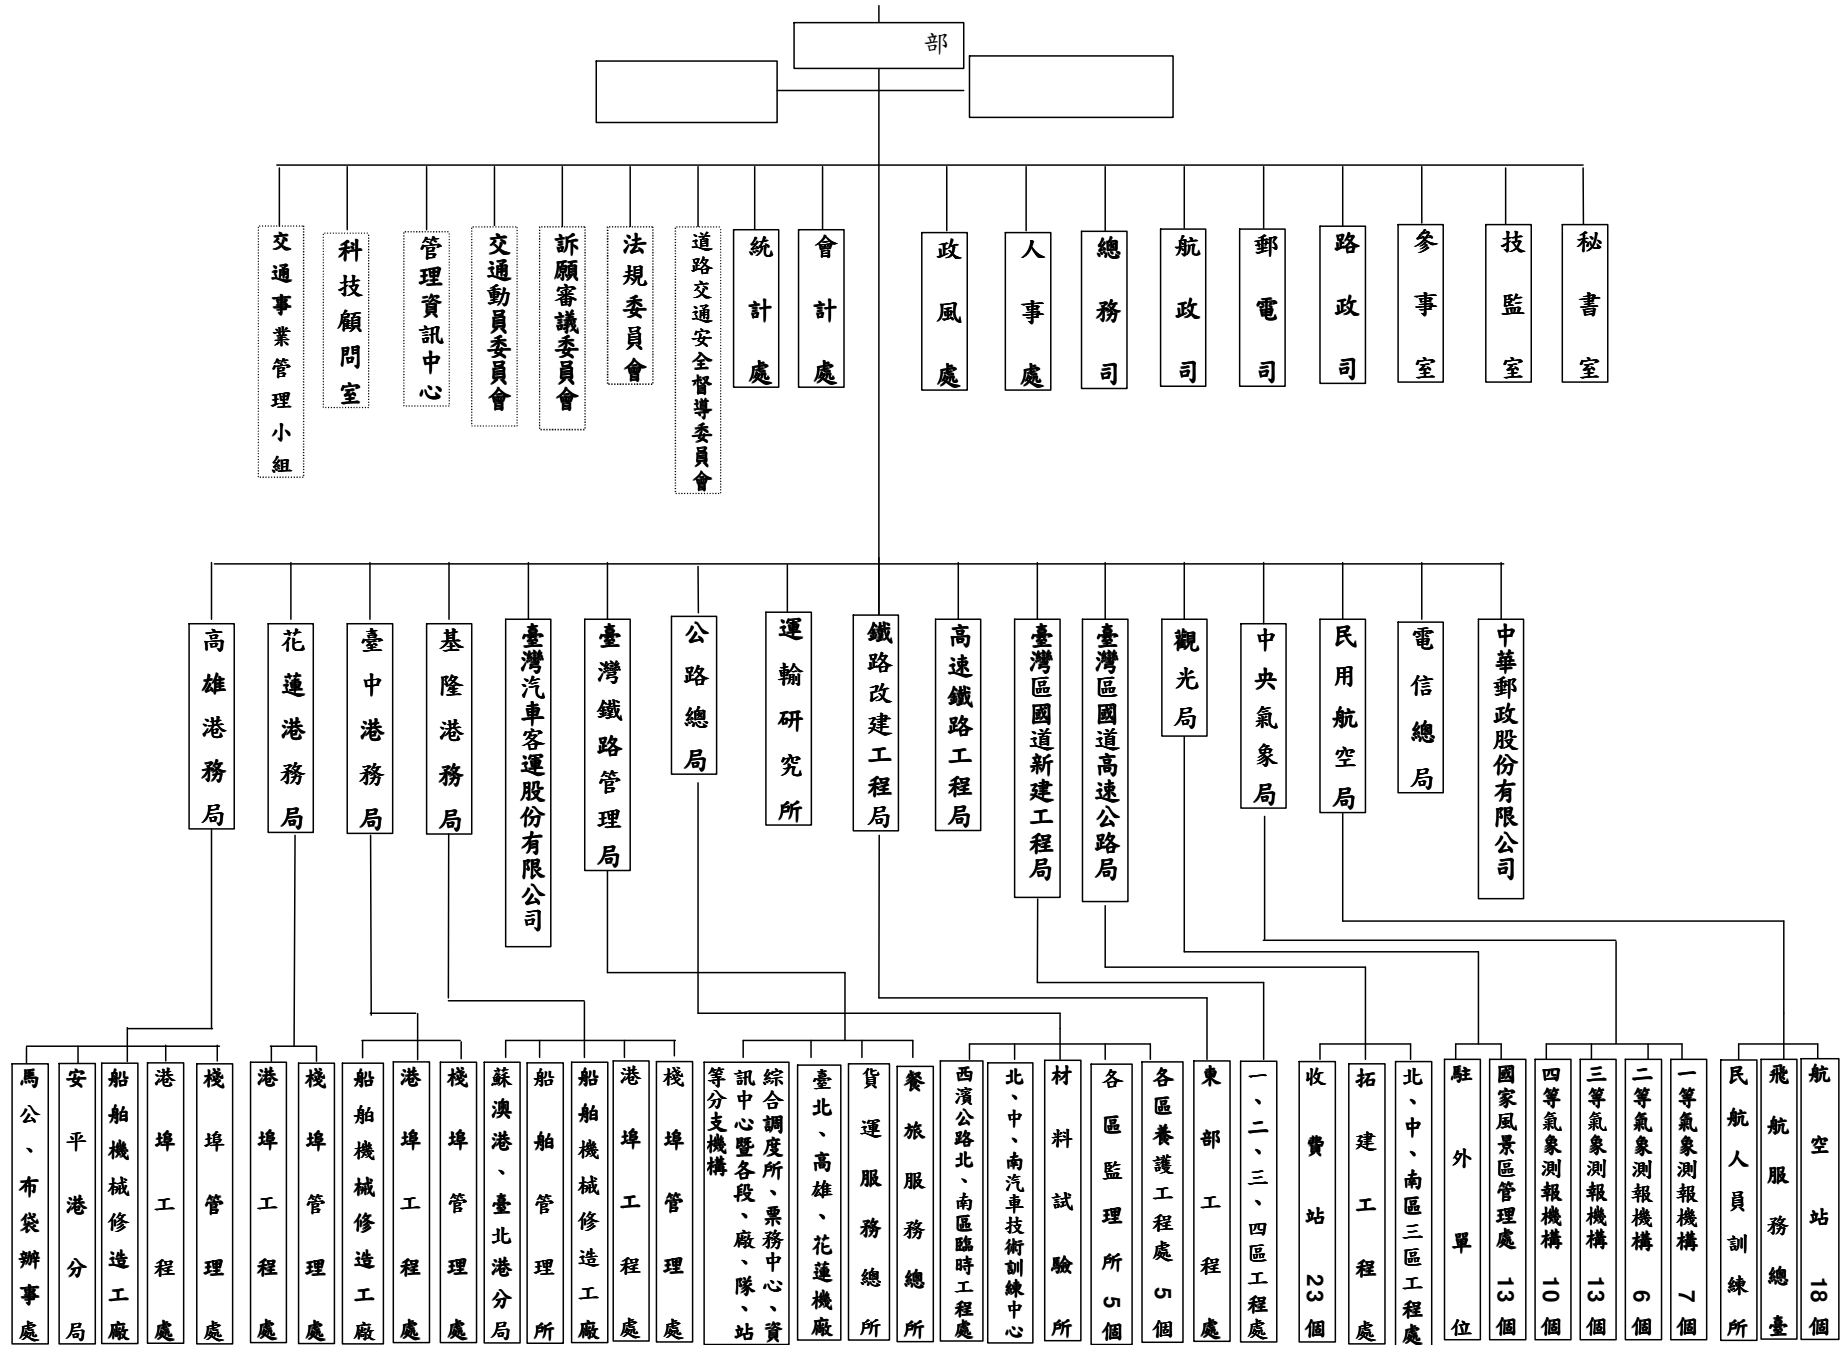 部
交通事業管理小組
科技顧問室
管理資訊中心
交通動員委員會
訴願審議委員會
法規委員會
道路交通安全督導委員會
統計處
會計處
政風處
人事處
總務司
航政司
郵電司
路政司
參事室
技監室
秘書室
高雄港務局
花蓮港務局
臺中港務局
基隆港務局
臺灣汽車客運股份有限公司
臺灣鐵路管理局
公路總局
運輸研究所
鐵路改建工程局
高速鐵路工程局
臺灣區國道新建工程局
臺灣區國道高速公路局
觀光局
中央氣象局
民用航空局
電信總局
中華郵政股份有限公司
馬公、布袋辦事處
安平港分局
船舶機械修造工廠
港埠工程處
棧埠管理處
港埠工程處
棧埠管理處
船舶機械修造工廠
港埠工程處
棧埠管理處
蘇澳港、臺北港分局
船舶管理所
船舶機械修造工廠
港埠工程處
棧埠管理處
綜合調度所、票務中心、資
訊中心暨各段、廠、隊、站
等分支機構
臺北、高雄、花蓮機廠
貨運服務總所
餐旅服務總所
西濱公路北、南區臨時工程處
北、中、南汽車技術訓練中心
材料試驗所
各區監理所5個
各區養護工程處5個
東部工程處
一、二、三、四區工程處
收費站23個
拓建工程處
北、中、南區三區工程處
駐外單位
國家風景區管理處13個
四等氣象測報機構10個
三等氣象測報機構13個
二等氣象測報機構6個
一等氣象測報機構7個
民航人員訓練所
飛航服務總臺
航空站18個